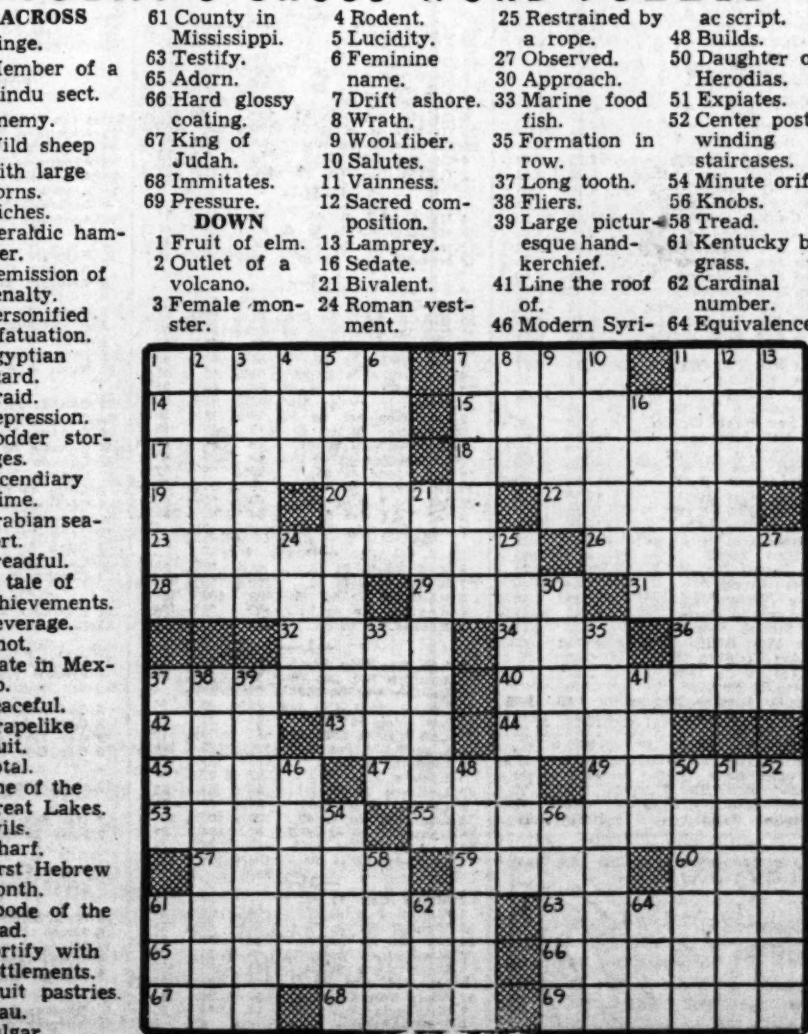 ACROSS
inge.
ember of a
indu sect.
nemy.
ild sheep
ith large
orns.
iches.
eraldic ham-
er.
emission of
enalty.
ersonified
fatuation.
gyptian
zard.
raid.
epression.
odder stor-
ges.
cendiary
ime.
rabian sea-
rt.
readful.
tale of
hievements.
everage.
not.
ate in Mex-
o.
eaceful.
rapelike
uit.
otal.
ne of the
reat Lakes.
vils.
harf.
rst Hebrew
onth.
bode of the
ad.
rtify with
ttlements.
uit pastries.
au.
ulgar
61 County in
Mississippi.
63 Testify.
65 Adorn.
66 Hard glossy
coating.
67 King of
Judah.
68 Immitates.
69 Pressure.
DOWN
1 Fruit of elm.
2 Outlet of a
volcano.
3 Female mon-
ster.
4 Rodent.
5 Lucidity.
6 Feminine
name.
7 Drift ashore.
8 Wrath.
9 Wool fiber.
10 Salutes.
11 Vainness.
12 Sacred com-
position.
13 Lamprey.
16 Sedate.
21 Bivalent.
24 Roman vest-
ment.
25 Restrained by
a rope.
27 Observed.
30 Approach.
33 Marine food
fish.
35 Formation in
row.
37 Long tooth.
38 Fliers.
39 Large pictur-
esque hand-
kerchief.
41 Line the roof
of.
46 Modern Syri-
ac script.
48 Builds.
50 Daughter o
Herodias.
51 Expiates.
52 Center post
winding
staircases.
54 Minute orif
56 Knobs.
58 Tread.
61 Kentucky b
grass.
62 Cardinal
number.
64 Equivalence
1 2 3 4 5 6 7 8 9 10 11 12 13
14 15 16
17 18
19 20 21 22
23 24 25 26 27
28 29 30 31
32 33 34 35 36
37 38 39 40 41
42 43 44
45 46 47 48 49 50 51 52
53 54 55 56
57 58 59 60
61 62 63 64
65 66
67 68 69